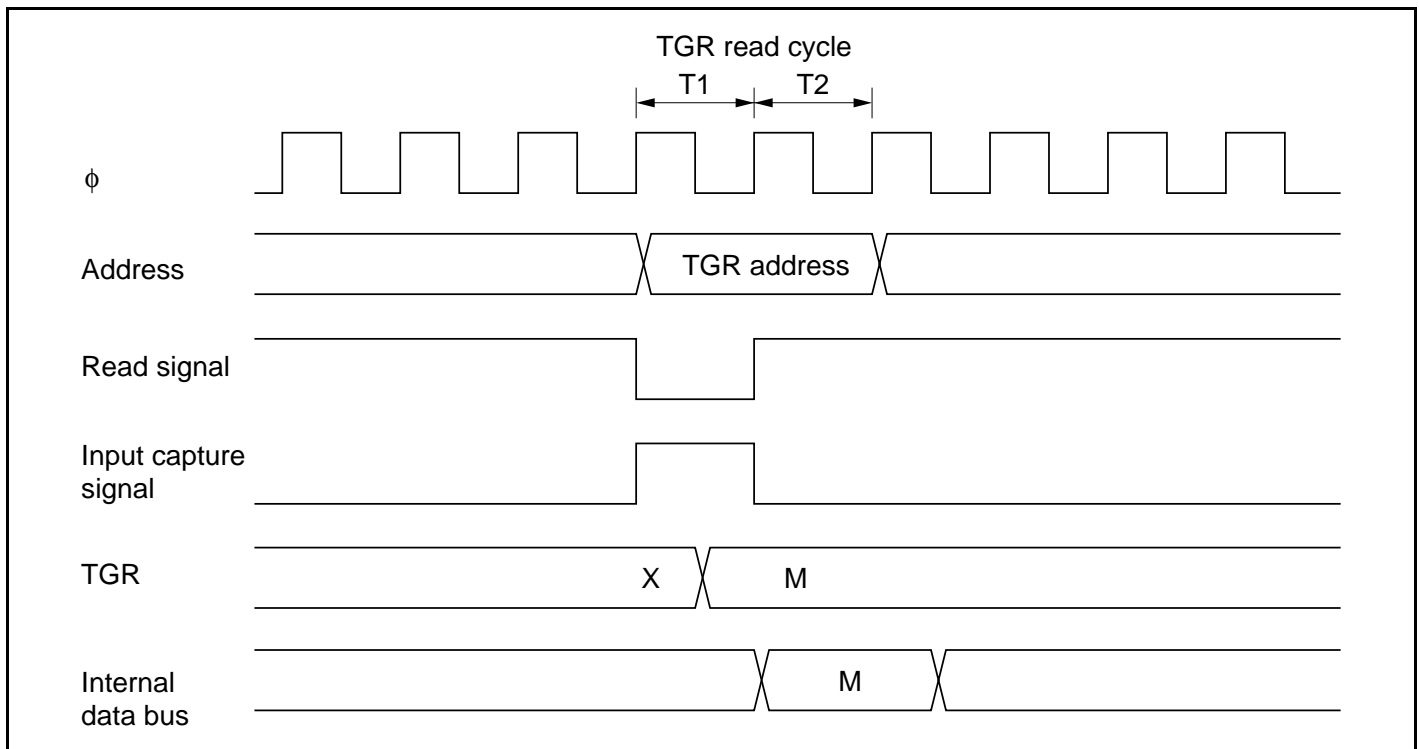 TGR read cycle
T1 T2
ϕ
Address
TGR address
Read signal
Input capture
signal
TGR
X M
Internal
data bus
M